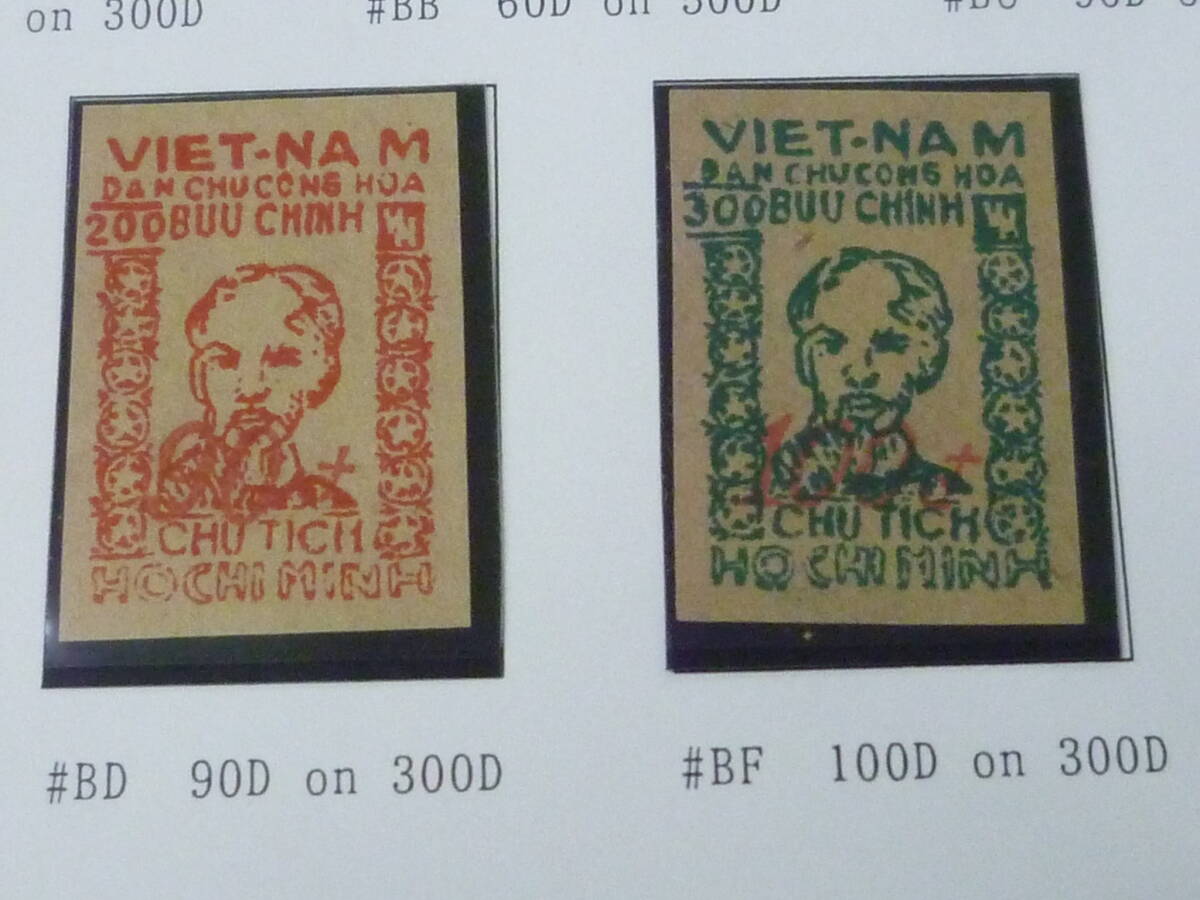 on 300D #BB 60D on 300D
VIET-NAM
DAN CHU CONG HOA
200 BUU CHINH
CHU TICH
HO CHI MINH
VIET-NAM
DAN CHU CONG HOA
300 BUU CHÍNH
100 +
CHU TICH
HO CHI MINH
#BD 90D on 300D
#BF 100D on 300D